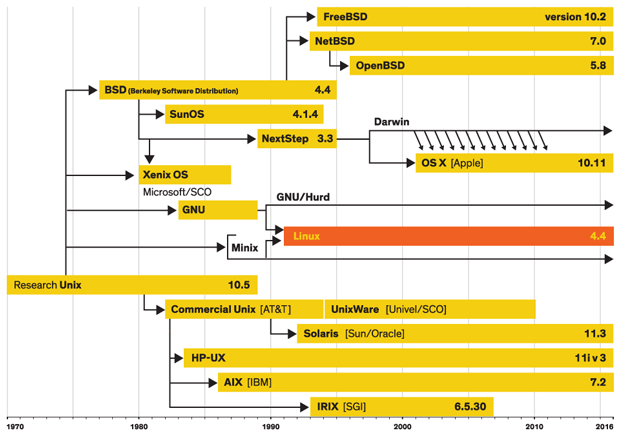 FreeBSD version 10.2
NetBSD 7.0
OpenBSD 5.8
BSD (Berkeley Software Distribution) 4.4
SunOS 4.1.4
Darwin
NextStep 3.3
OS X [Apple] 10.11
Xenix OS
Microsoft/SCO
GNU/Hurd
GNU
Linux 4.4
Minix
Research Unix 10.5
Commercial Unix [AT&T] UnixWare [Univel/SCO]
Solaris [Sun/Oracle] 11.3
HP-UX 11i v 3
AIX [IBM] 7.2
IRIX [SGI] 6.5.30
1970 1980 1990 2000 2010 2016